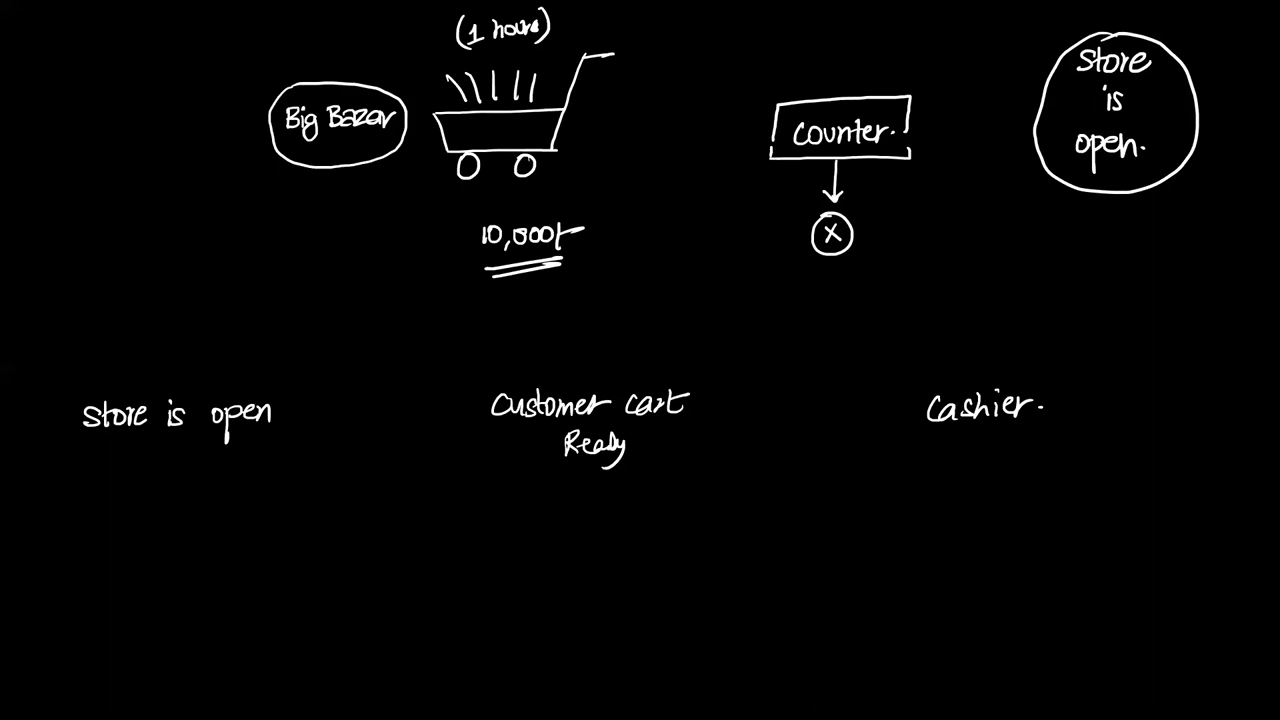 (1 hours)
Big Bazar
10,000/-
counter.
X
store
is
open.
store is open
customer cart
Ready
cashier.